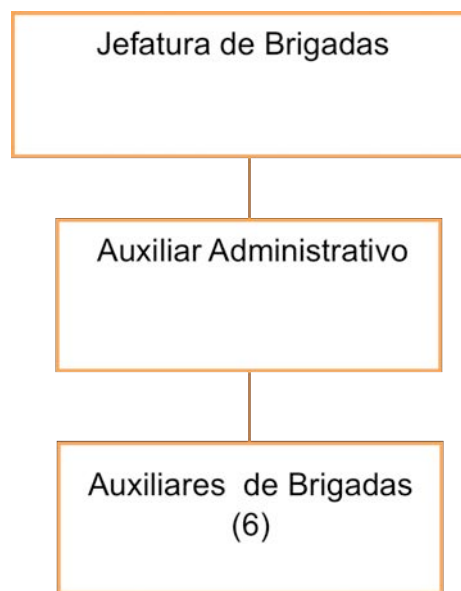 Jefatura de Brigadas
Auxiliar Administrativo
Auxiliares de Brigadas
(6)